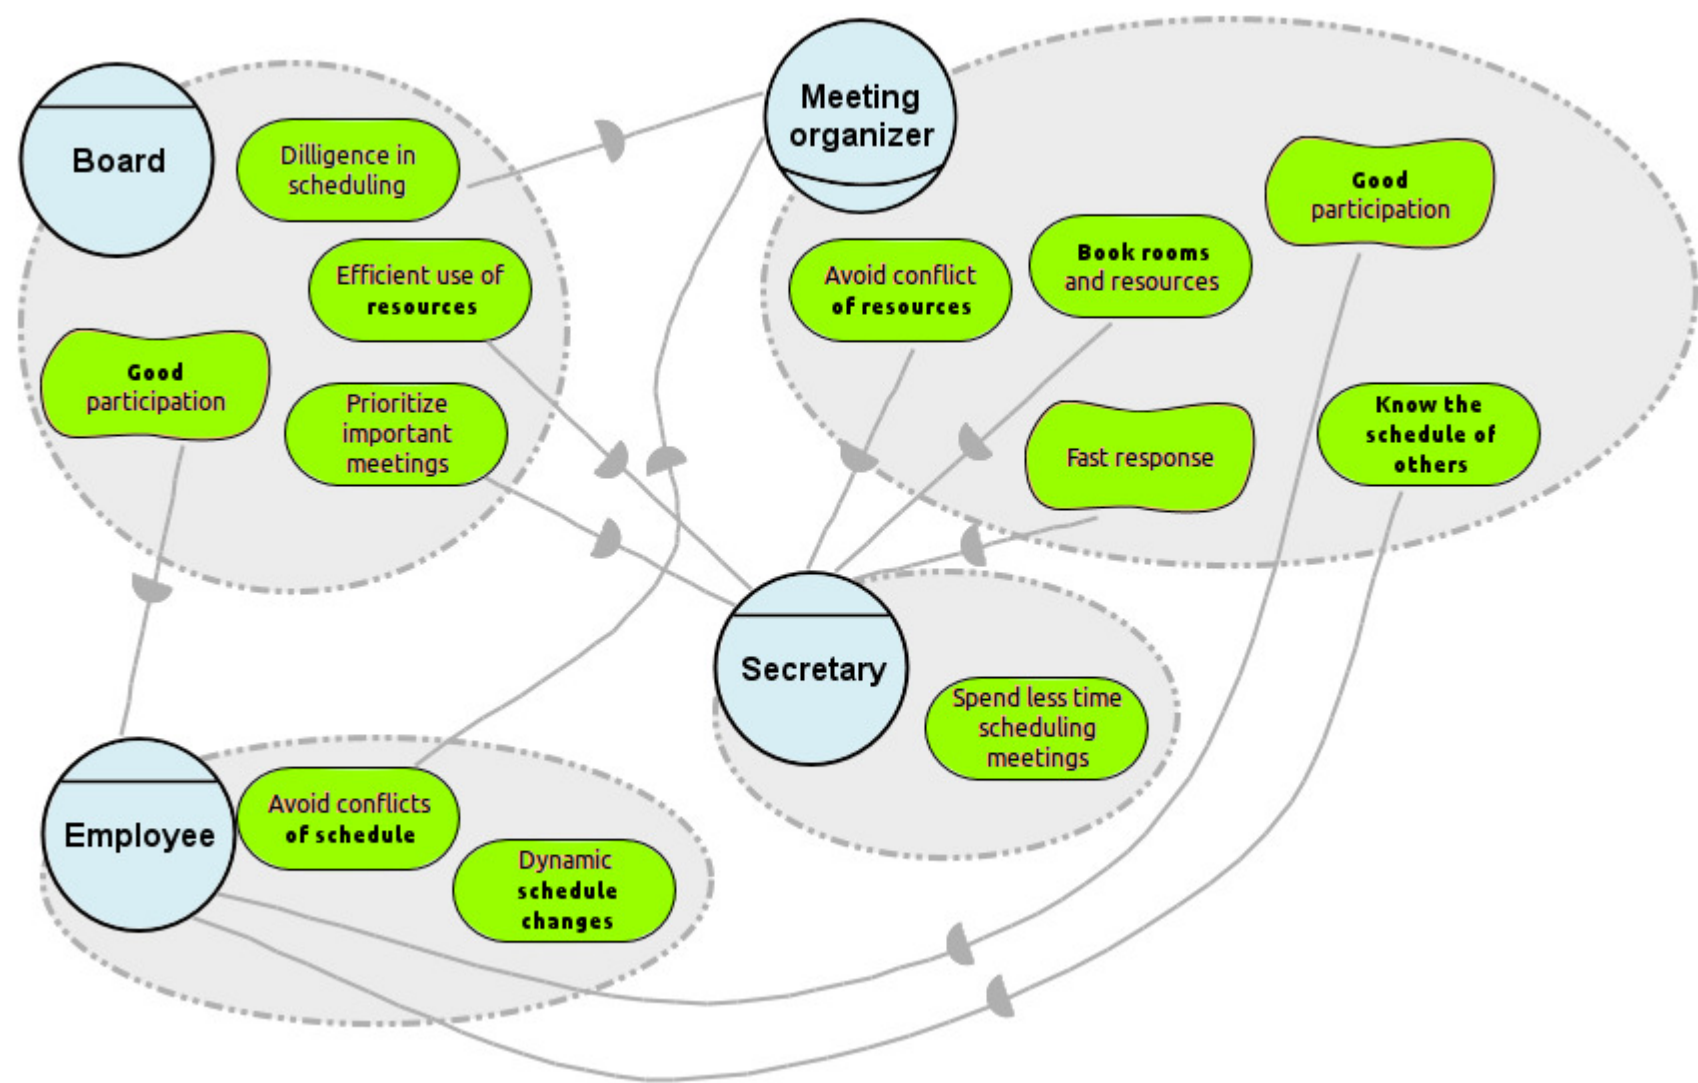 Board
Dilligence in
scheduling
Efficient use of
resources
Good
participation
Prioritize
important
meetings
Meeting
organizer
Good
participation
Book rooms
and resources
Avoid conflict
of resources
Fast response
Know the
schedule of
others
Secretary
Spend less time
scheduling
meetings
Employee
Avoid conflicts
of schedule
Dynamic
schedule
changes